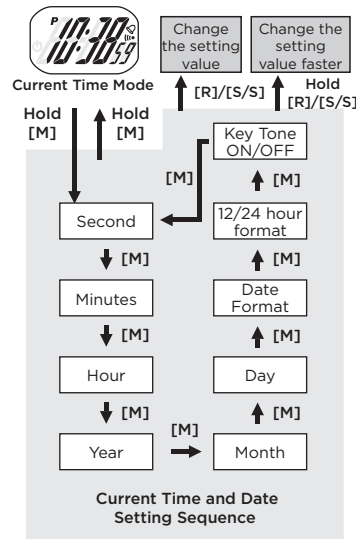 P
10:38
10:38 59
Current Time Mode
Change
the setting
value
Change the
setting
value faster
[R]/[S/S]
Hold
[R]/[S/S]
Hold
[M]
Hold
[M]
Second
[M]
Minutes
[M]
Hour
[M]
Year
[M]
Month
[M]
Day
[M]
Date
Format
[M]
12/24 hour
format
[M]
Key Tone
ON/OFF
[M]
Current Time and Date
Setting Sequence